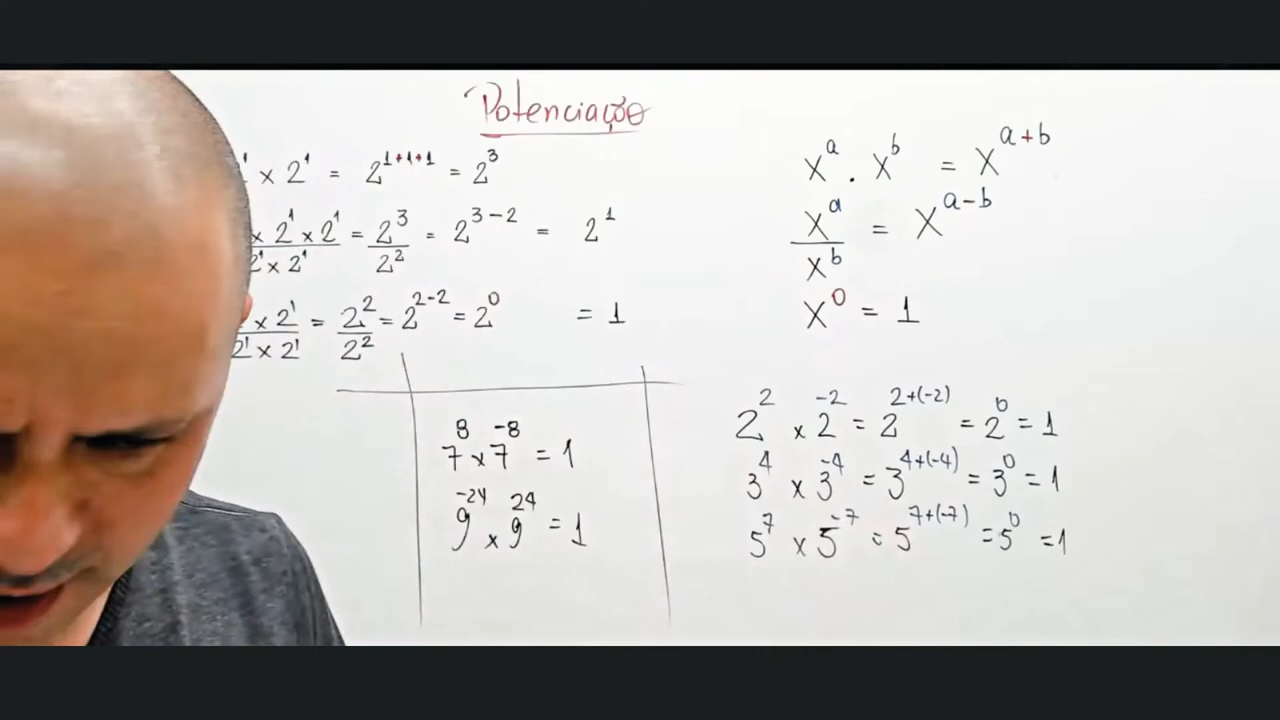 Potenciação
x 2¹ = 2¹⁺¹⁺¹ = 2³
x 2¹ x 2¹ / 2¹ x 2¹ = 2³/2² = 2³⁻² = 2¹
x 2¹ / 2¹ x 2¹ = 2²/2² = 2²⁻² = 2⁰ = 1
7⁸ x 7⁻⁸ = 1
9⁻²⁴ x 9²⁴ = 1
xᵃ . xᵇ = xᵃ⁺ᵇ
xᵃ/xᵇ = xᵃ⁻ᵇ
x⁰ = 1
2² x 2⁻² = 2²⁺⁽⁻²⁾ = 2⁰ = 1
3⁴ x 3⁻⁴ = 3⁴⁺⁽⁻⁴⁾ = 3⁰ = 1
5⁷ x 5⁻⁷ = 5⁷⁺⁽⁻⁷⁾ = 5⁰ = 1